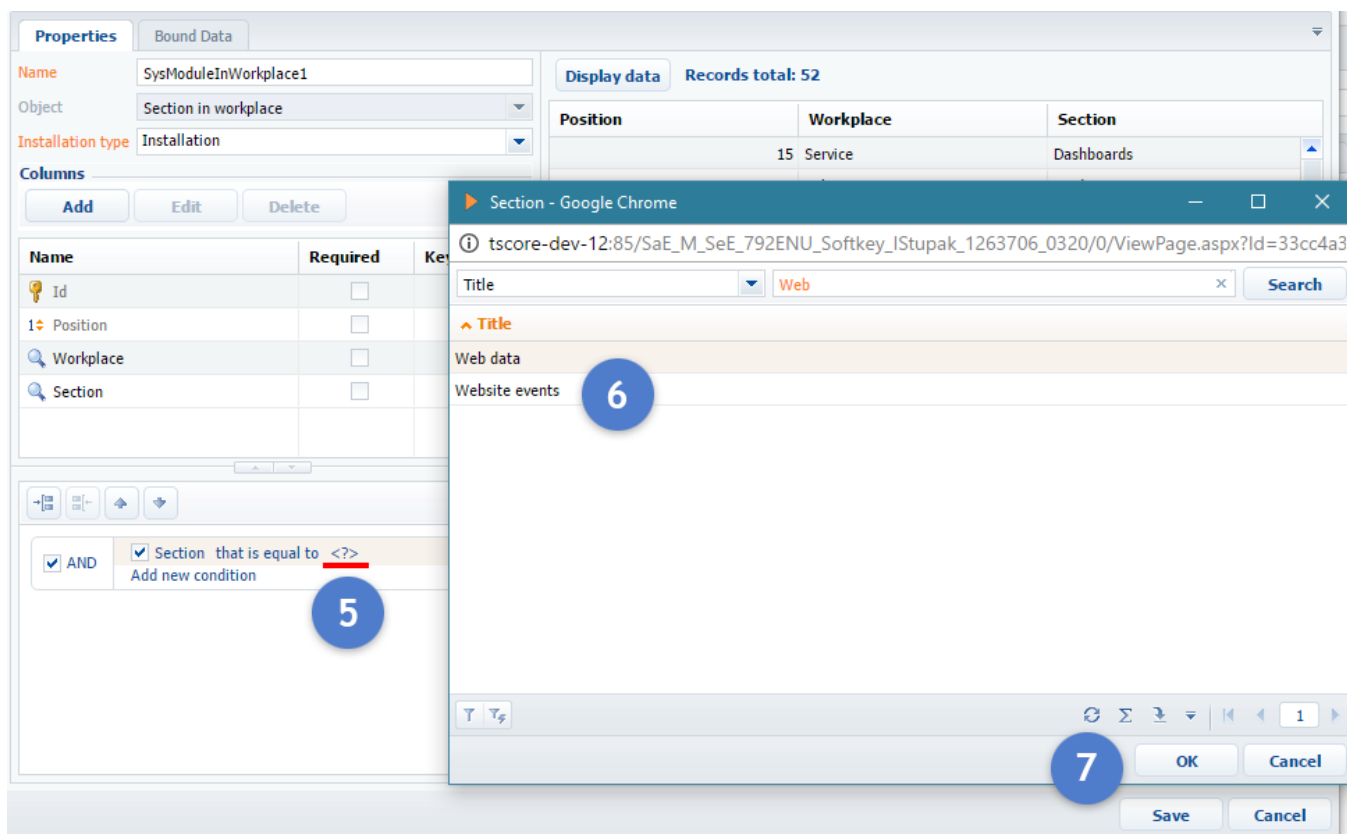 Properties
Bound Data
Name
SysModuleInWorkplace1
Object
Section in workplace
Installation type
Installation
Columns
Add
Edit
Delete
Name
Required
Id
1 Position
Workplace
Section
AND
Section that is equal to <?>
Add new condition
5
Display data
Records total: 52
Position
Workplace
Section
15
Service
Dashboards
Section - Google Chrome
tscore-dev-12:85/SaE_M_SeE_792ENU_Softkey_IStupak_1263706_0320/0/ViewPage.aspx?Id=33cc4a3
Title
Web
Search
Title
Web data
Website events
6
1
7
OK
Cancel
Save
Cancel